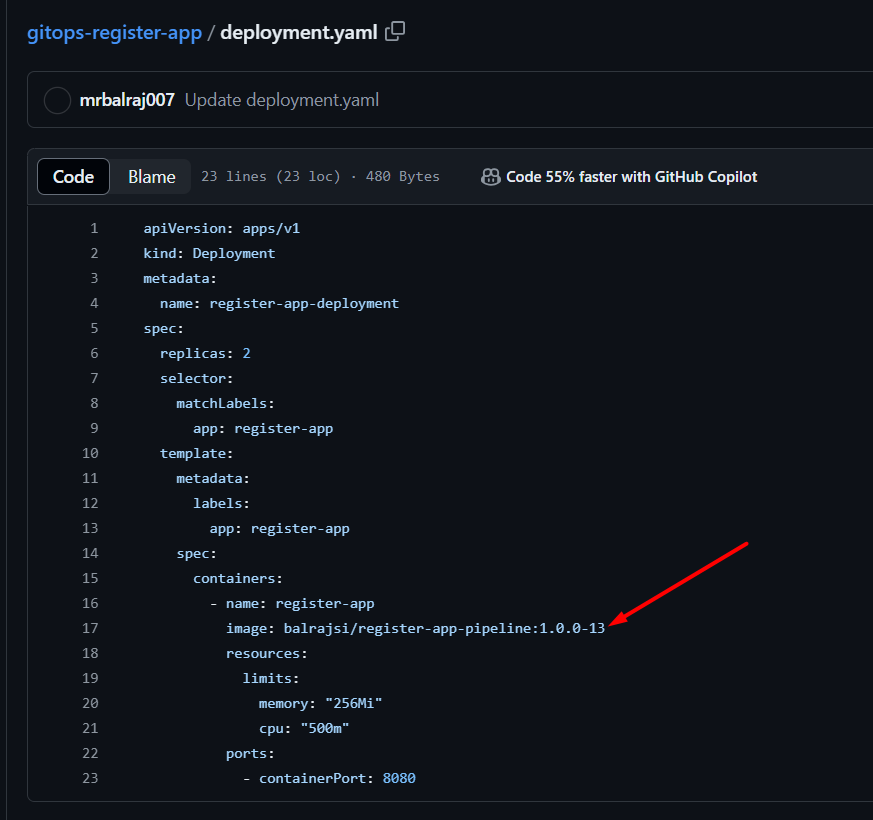 gitops-register-app / deployment.yaml
mrbalraj007 Update deployment.yaml
Code Blame 23 lines (23 loc) · 480 Bytes Code 55% faster with GitHub Copilot
1 apiVersion: apps/v1
2 kind: Deployment
3 metadata:
4   name: register-app-deployment
5 spec:
6   replicas: 2
7   selector:
8     matchLabels:
9       app: register-app
10   template:
11     metadata:
12       labels:
13         app: register-app
14     spec:
15       containers:
16         - name: register-app
17           image: balrajsi/register-app-pipeline:1.0.0-13
18           resources:
19             limits:
20               memory: "256Mi"
21               cpu: "500m"
22           ports:
23             - containerPort: 8080